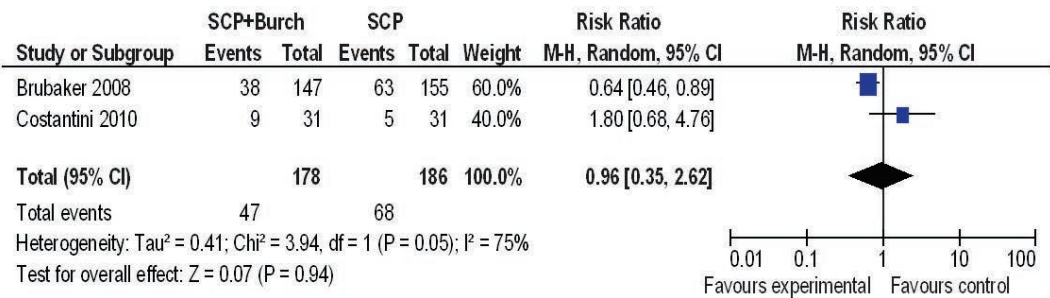 SCP+Burch SCP Risk Ratio Risk Ratio
Study or Subgroup Events Total Events Total Weight M-H, Random, 95% CI M-H, Random, 95% CI
Brubaker 2008 38 147 63 155 60.0% 0.64 [0.46, 0.89]
Costantini 2010 9 31 5 31 40.0% 1.80 [0.68, 4.76]
Total (95% CI) 178 186 100.0% 0.96 [0.35, 2.62]
Total events 47 68
Heterogeneity: Tau² = 0.41; Chi² = 3.94, df = 1 (P = 0.05); I² = 75%
Test for overall effect: Z = 0.07 (P = 0.94)
0.01 0.1 1 10 100
Favours experimental Favours control